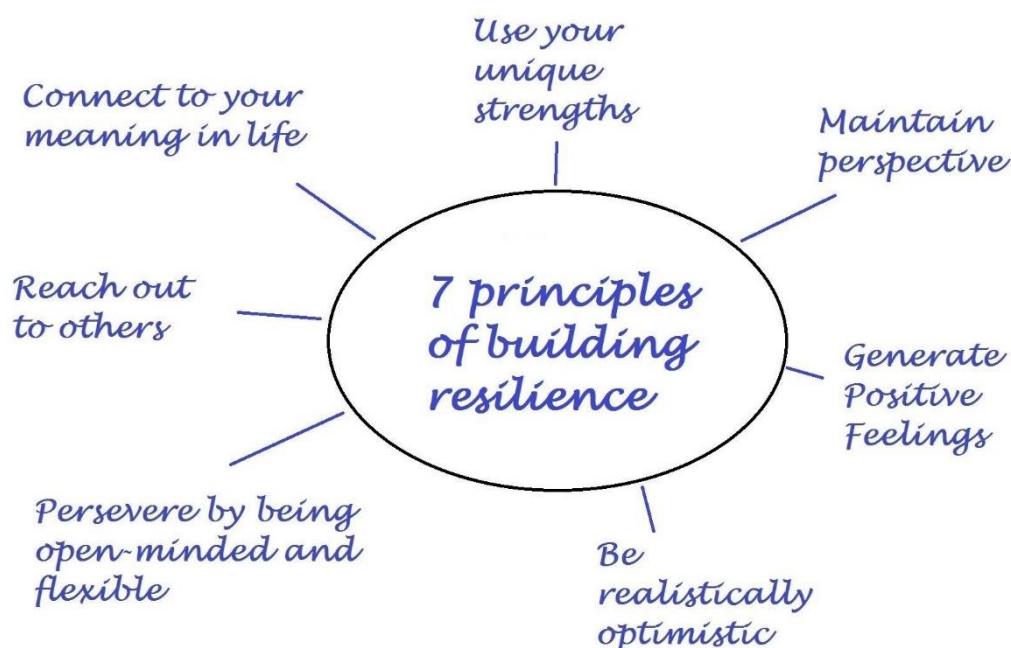 Use your
unique
strengths
Connect to your
meaning in life
Maintain
perspective
Reach out
to others
7 principles
of building
resilience
Generate
Positive
Feelings
Persevere by being
open-minded and
flexible
Be
realistically
optimistic